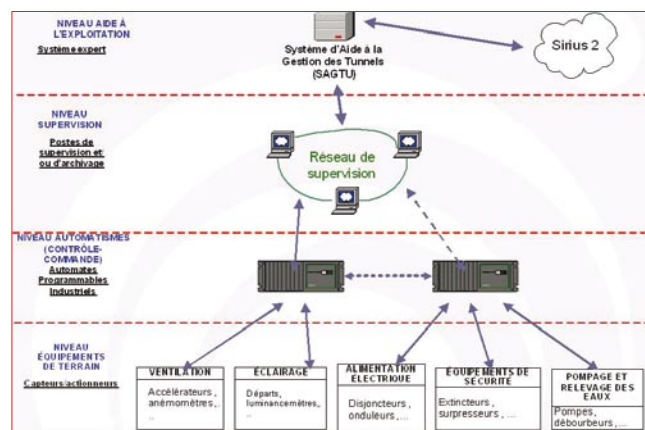 NIVEAU AIDE À
L'EXPLOITATION
Système expert
Système d'Aide à la
Gestion des Tunnels
(SAGTU)
Sirius 2
NIVEAU
SUPERVISION
Postes de
supervision et/
ou d'archivage
Réseau de
supervision
NIVEAU AUTOMATISMES
(CONTRÔLE-
COMMANDE)
Automates
Programmables
Industriels
NIVEAU
ÉQUIPEMENTS
DE TERRAIN
Capteurs/actionneurs
VENTILATION
Accélérateurs,
anémomètres,.
..
ÉCLAIRAGE
Départs,
luminancemètres,
..
ALIMENTATION
ÉLECTRIQUE
Disjoncteurs,
onduleurs,...
ÉQUIPEMENTS DE
SÉCURITÉ
Extincteurs,
surpresseurs, ...
POMPAGE ET
RELEVAGE DES
EAUX
Pompes,
débourbeurs,...